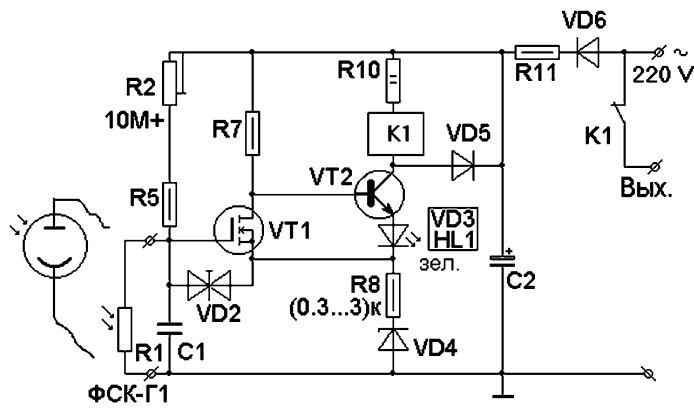 VD6
R10
R11
~
220 V
R2
10M+
R7
K1
VD5
K1
VT2
Вых.
R5
VD3
HL1
VT1
зел.
+
C2
R8
(0.3...3)к
VD2
VD4
R1
C1
ФСК-Г1